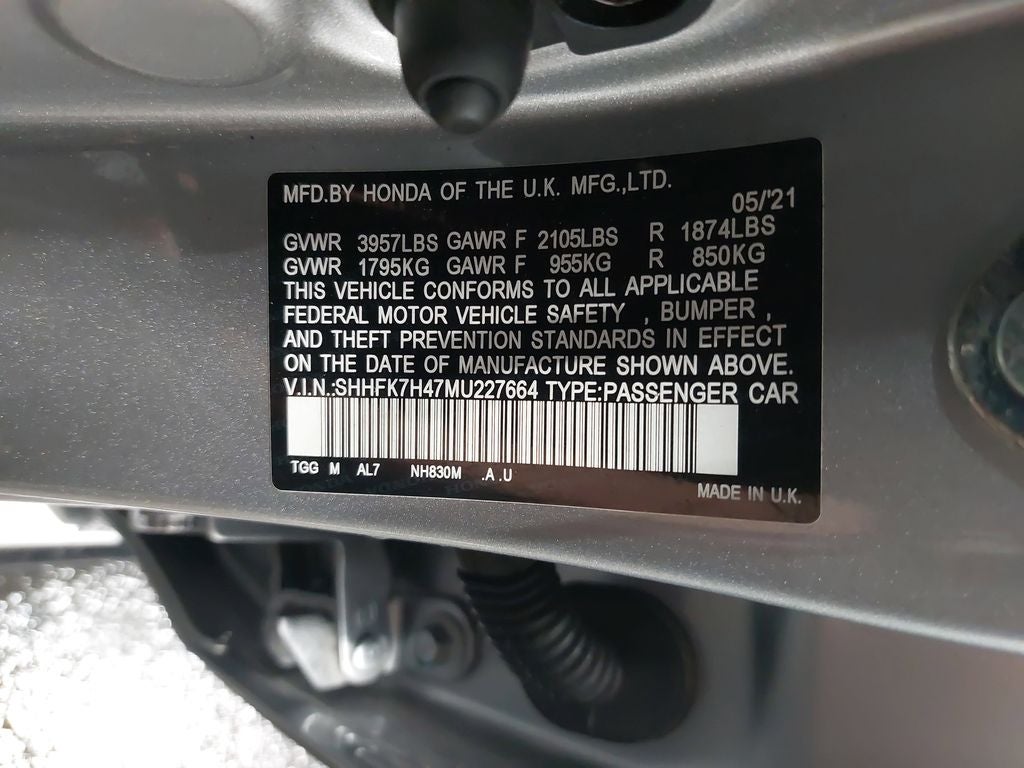 MFD.BY HONDA OF THE U.K. MFG.,LTD.
05/'21
GVWR 3957LBS GAWR F 2105LBS R 1874LBS
GVWR 1795KG GAWR F 955KG R 850KG
THIS VEHICLE CONFORMS TO ALL APPLICABLE
FEDERAL MOTOR VEHICLE SAFETY , BUMPER ,
AND THEFT PREVENTION STANDARDS IN EFFECT
ON THE DATE OF MANUFACTURE SHOWN ABOVE.
V.I.N.:SHHFK7H47MU227664 TYPE:PASSENGER CAR
TGG M AL7 NH830M .A .U
MADE IN U.K.